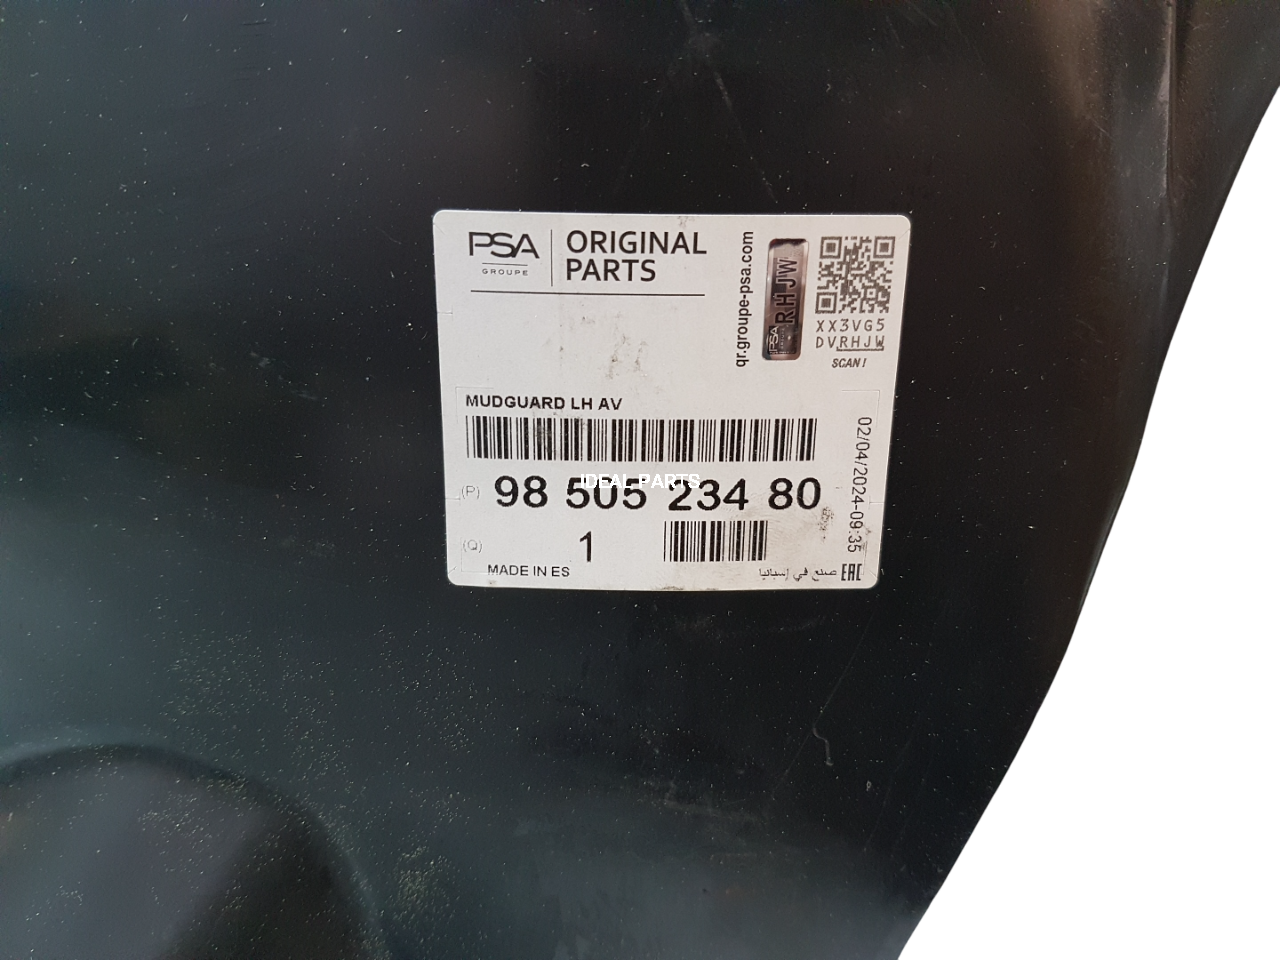 PSA
GROUPE
ORIGINAL
PARTS
qr.groupe-psa.com
PSA
RHJW
XX3VG5
DVRHJW
SCAN!
MUDGUARD LH AV
(P) 98 505 234 80
IDEAL PARTS
(Q) 1
02/04/2024-09:35
MADE IN ES
صنع في إسبانيا
EAC